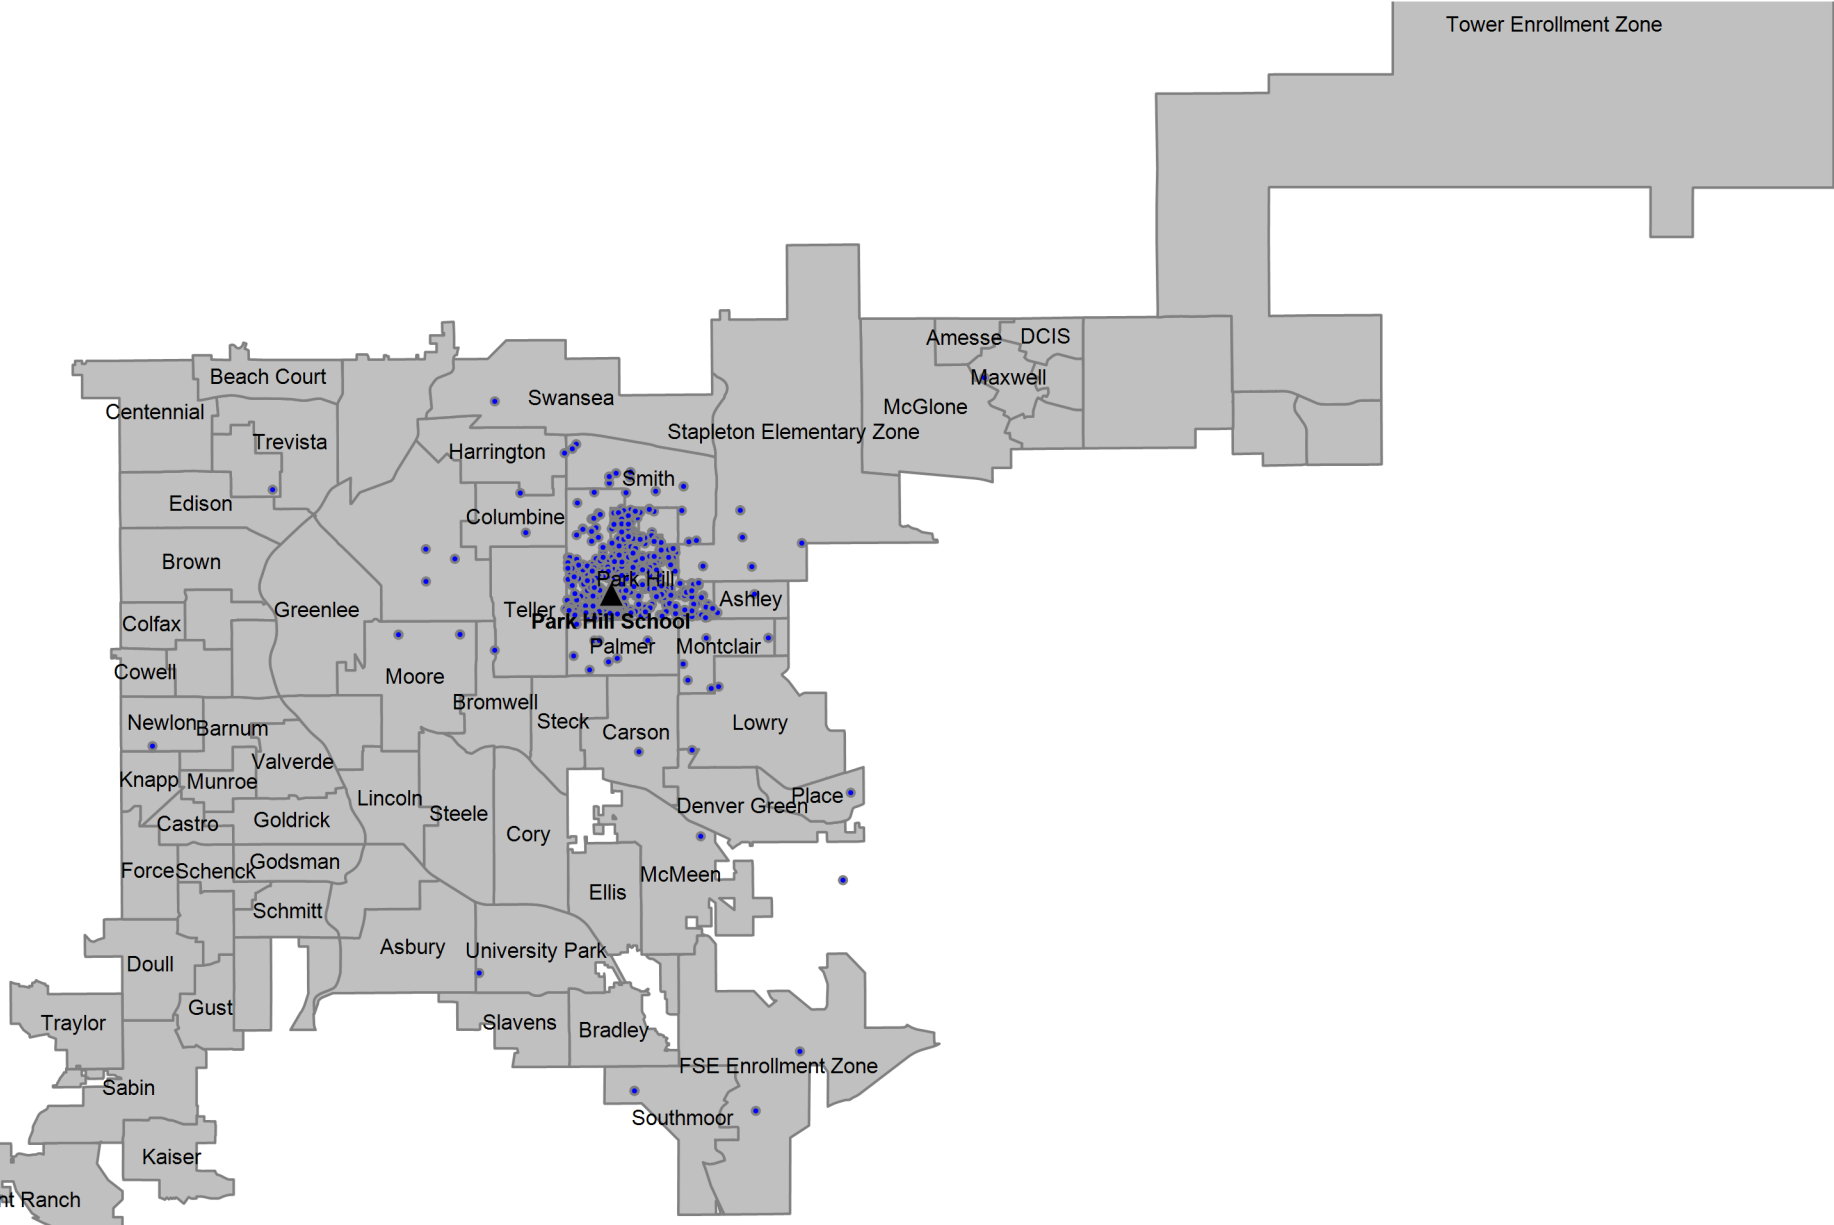 Tower Enrollment Zone
Amesse
DCIS
Beach Court
Maxwell
Swansea
McGlone
Centennial
Stapleton Elementary Zone
Trevista
Harrington
Smith
Edison
Columbine
Brown
Park Hill
Ashley
Greenlee
Teller
Colfax
Park Hill School
Palmer
Montclair
Cowell
Moore
Bromwell
Steck
Newlon
Barnum
Lowry
Carson
Valverde
Knapp
Munroe
Lincoln
Place
Denver Green
Steele
Castro
Goldrick
Cory
Godsman
Force
Schenck
McMeen
Ellis
Schmitt
Asbury
University Park
Doull
Gust
Traylor
Slavens
Bradley
FSE Enrollment Zone
Sabin
Southmoor
Kaiser
nt Ranch